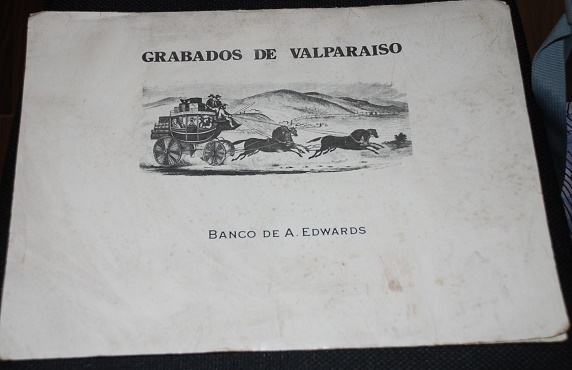 GRABADOS DE VALPARAISO
BANCO DE A. EDWARDS